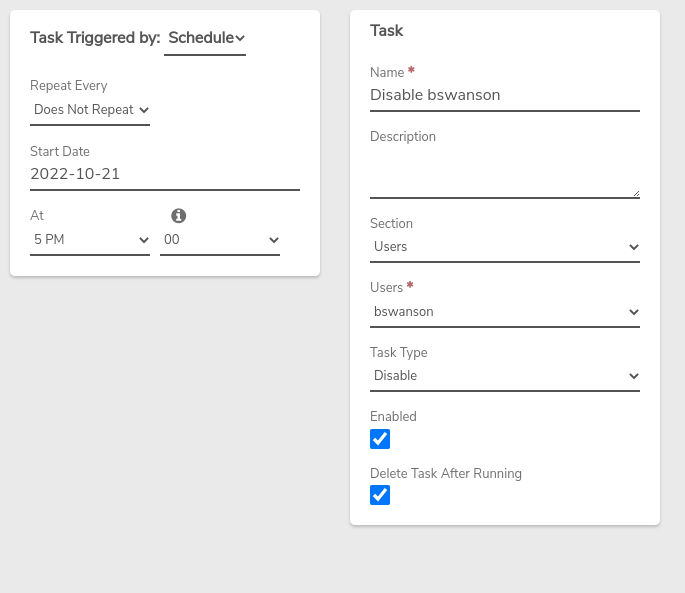 Task Triggered by: Schedule
Repeat Every
Does Not Repeat
Start Date
2022-10-21
At
5 PM 00
Task
Name *
Disable bswanson
Description
Section
Users
Users *
bswanson
Task Type
Disable
Enabled
Delete Task After Running